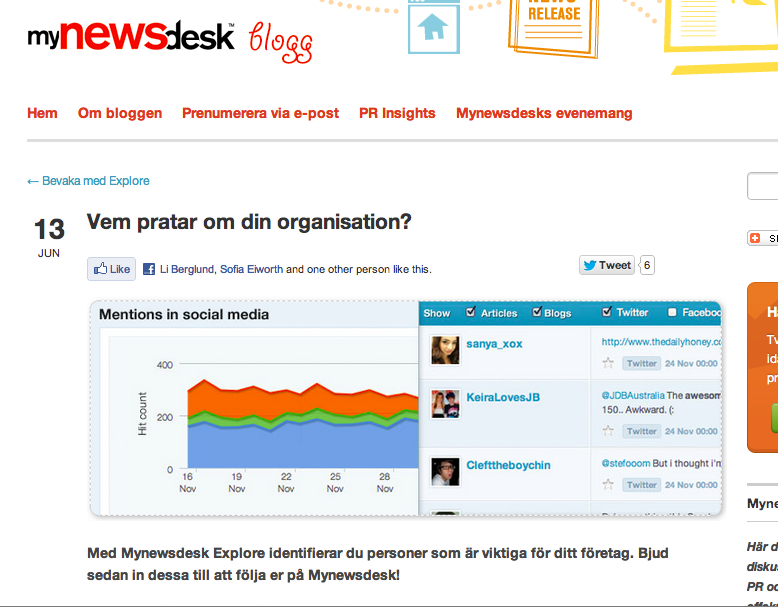 NEWS
RELEASE
mynewsdesk™ blogg
Hem Om bloggen Prenumerera via e-post PR Insights Mynewsdesks evenemang
← Bevaka med Explore
13
JUN
Vem pratar om din organisation?
Like Li Berglund, Sofia Eiworth and one other person like this.
Tweet 6
Mentions in social media
Hit count
400
200
0
16 19 22 25 28
Nov Nov Nov Nov Nov
Show Articles Blogs Twitter Faceboo
sanya_xox
http://www.thedailyhoney.co
Twitter 24 Nov 00:00
KeiraLovesJB
@JDBAustralia The awesom
150.. Awkward. (:
Twitter 24 Nov 00:00
Clefttheboychin
@stefooom But i thought i'm
Twitter 24 Nov 00:00
Med Mynewsdesk Explore identifierar du personer som är viktiga för ditt företag. Bjud
sedan in dessa till att följa er på Mynewsdesk!
Tv
id
pr
Myne
Här d
disku
PR oc